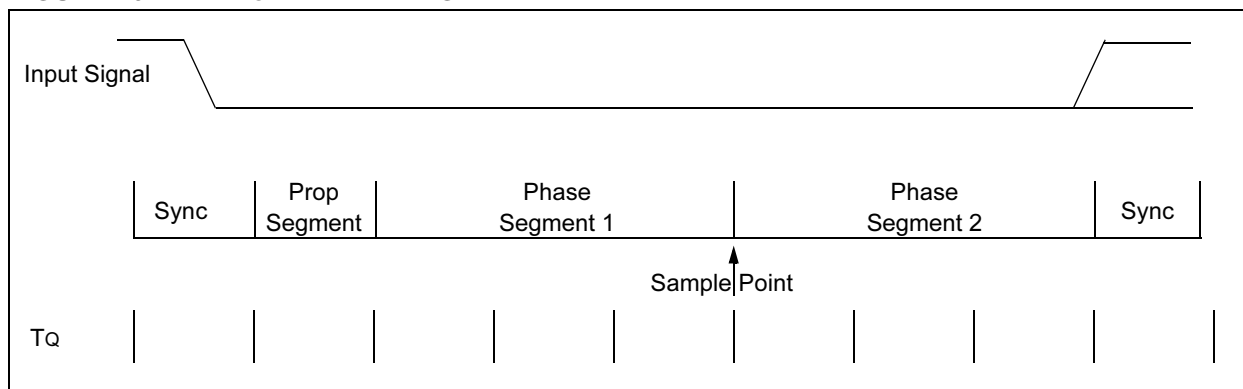 Input Signal
Sync
Prop
Segment
Phase
Segment 1
Phase
Segment 2
Sync
Sample Point
TQ